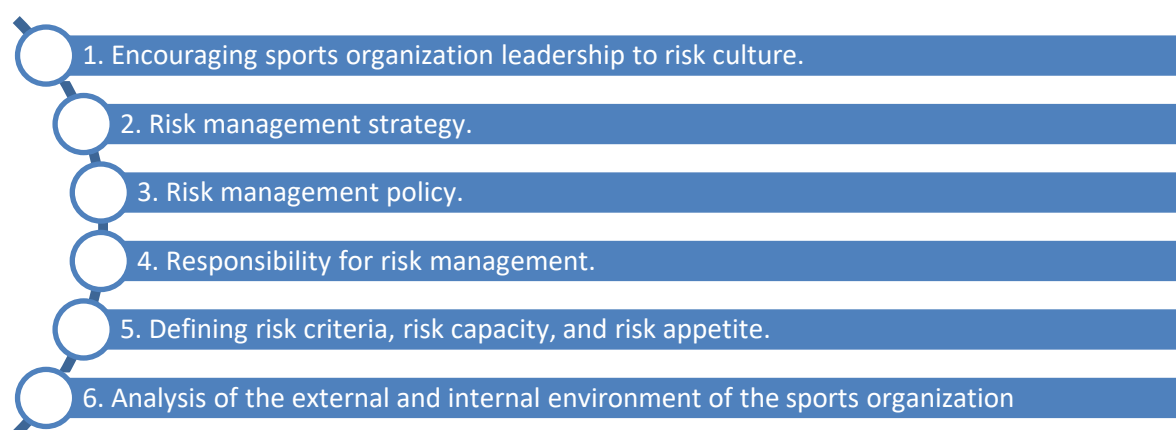 1. Encouraging sports organization leadership to risk culture.
2. Risk management strategy.
3. Risk management policy.
4. Responsibility for risk management.
5. Defining risk criteria, risk capacity, and risk appetite.
6. Analysis of the external and internal environment of the sports organization